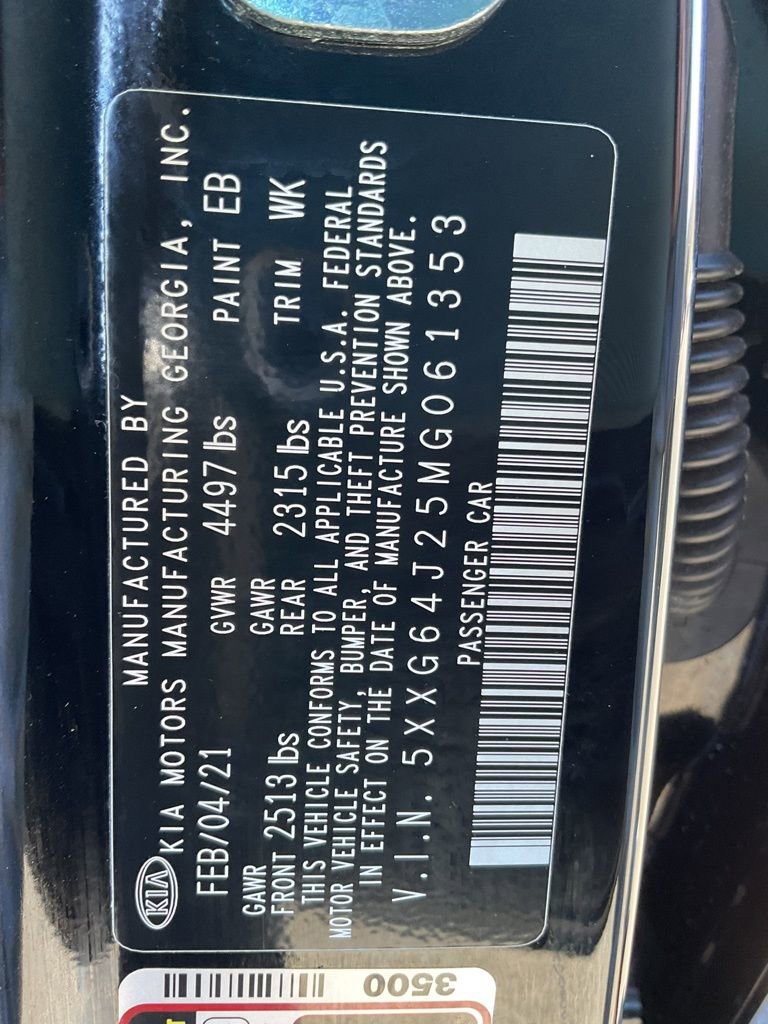 MANUFACTURED BY
KIA KIA MOTORS MANUFACTURING GEORGIA, INC.
FEB/04/21 GVWR 4497 lbs PAINT EB
GAWR FRONT 2513 lbs GAWR REAR 2315 lbs TRIM WK
THIS VEHICLE CONFORMS TO ALL APPLICABLE U.S.A. FEDERAL
MOTOR VEHICLE SAFETY, BUMPER, AND THEFT PREVENTION STANDARDS
IN EFFECT ON THE DATE OF MANUFACTURE SHOWN ABOVE.
V.I.N. 5XXG64J25MG061353
PASSENGER CAR
3500